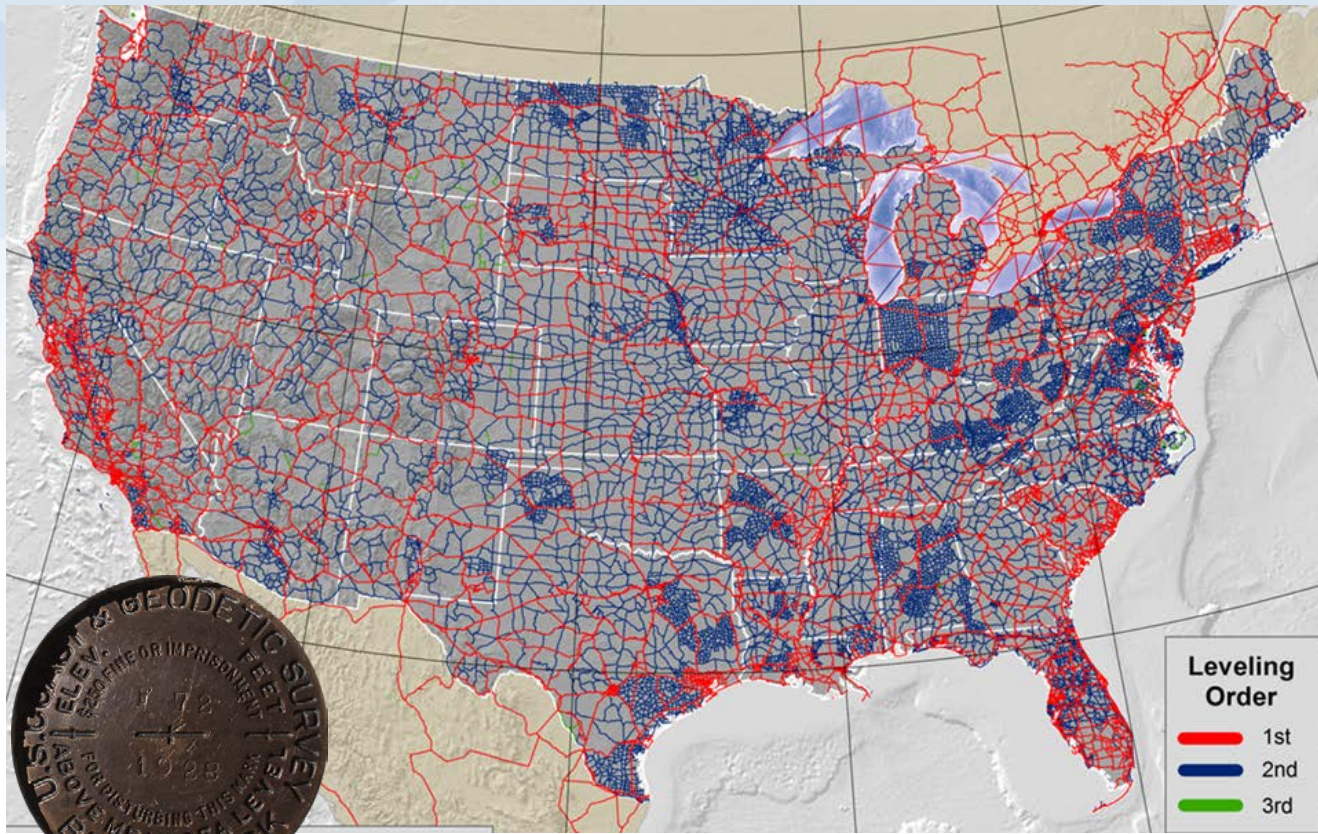 Leveling
Order
1st
2nd
3rd
U.S. COAST & GEODETIC SURVEY
ELEV. FEET
$250 FINE OR IMPRISONMENT
F 72
1928
FOR DISTURBING THIS MARK
ABOVE MEAN SEA LEVEL